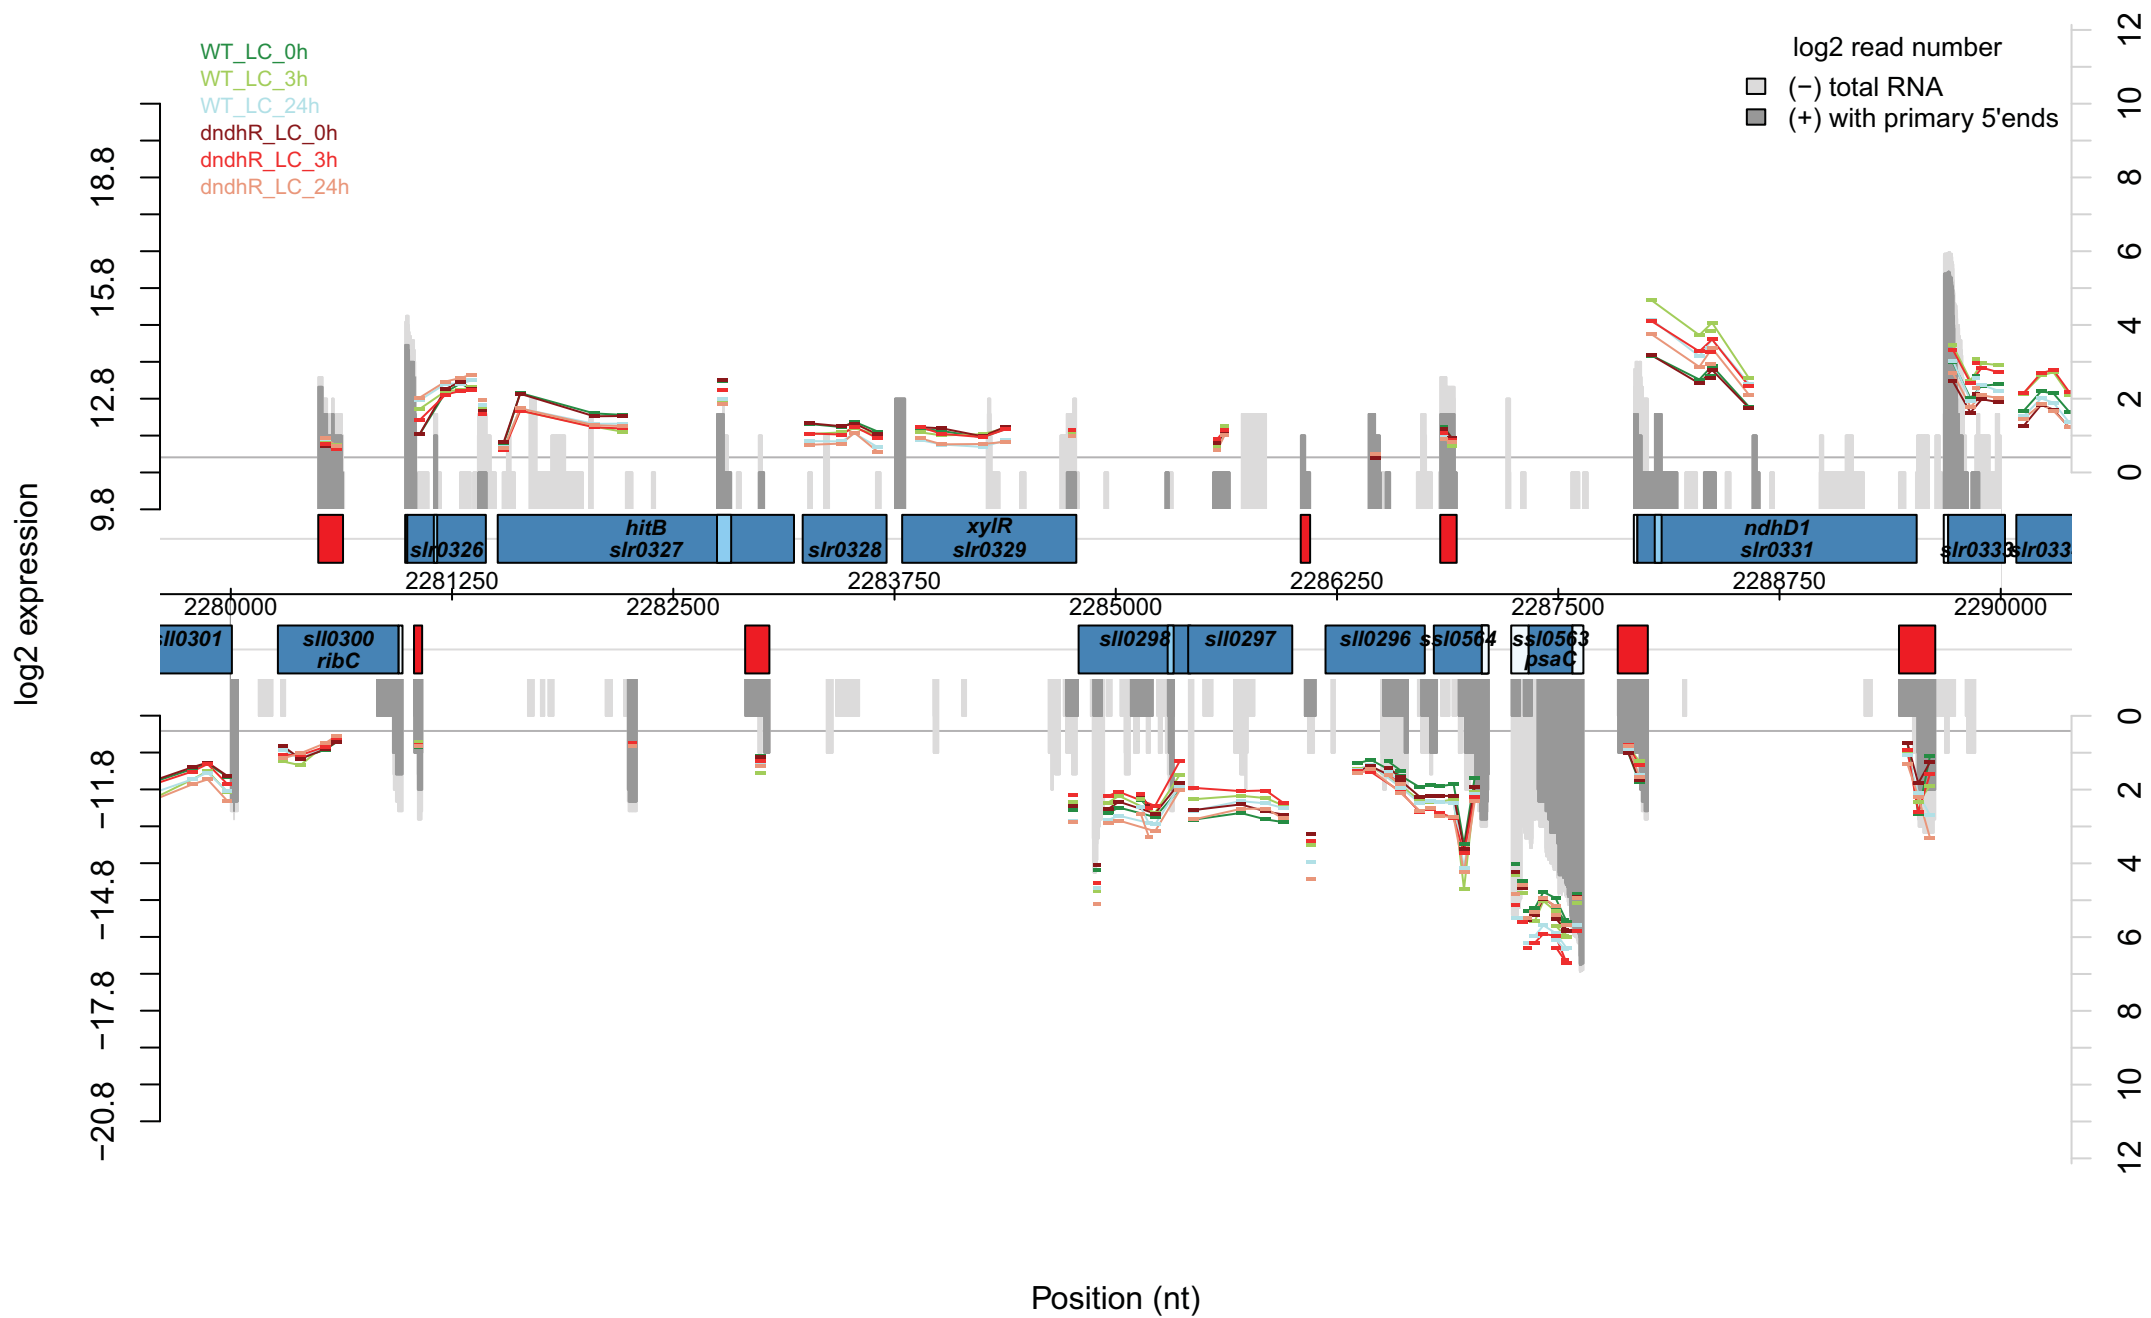 WT_LC_0h
WT_LC_3h
WT_LC_24h
dndhR_LC_0h
dndhR_LC_3h
dndhR_LC_24h
log2 read number
(−) total RNA
(+) with primary 5'ends
12
10
8
6
4
2
0
18.8
15.8
12.8
9.8
log2 expression
hitB
xylR
ndhD1
slr0326
slr0327
slr0328
slr0329
slr0331
slr0333
slr033
2281250
2283750
2286250
2288750
2280000
2282500
2285000
2287500
2290000
sll0301
sll0300
ribC
sll0298
sll0297
sll0296
ssl0564
ssl0563
psaC
−11.8
−14.8
−17.8
−20.8
0
2
4
6
8
10
12
Position (nt)